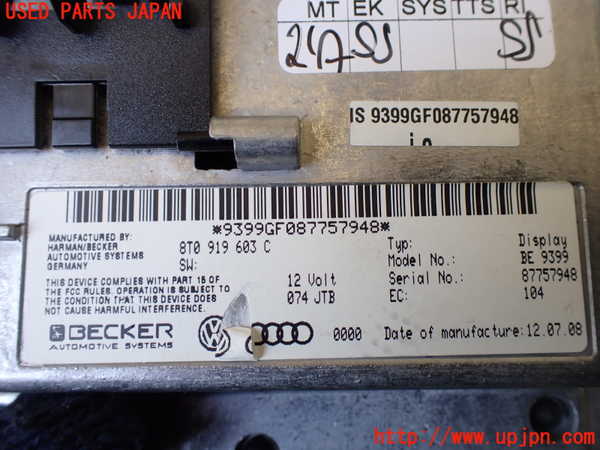 USED PARTS JAPAN
MT EK SYS TTS RI
IS 9399GF087757948
*9399GF087757948*
MANUFACTURED BY:
HARMAN/BECKER
AUTOMOTIVE SYSTEMS
GERMANY
8T0 919 603 C
SW:
Typ: Display
Model No.: BE 9399
Serial No.: 87757948
EC: 104
THIS DEVICE COMPLIES WITH PART 15 OF
THE FCC RULES. OPERATION IS SUBJECT TO
THE CONDITION THAT THIS DEVICE DOES
NOT CAUSE HARMFUL INTERFERENCE.
12 Volt
074 JTB
BECKER
AUTOMOTIVE SYSTEMS
0000 Date of manufacture: 12.07.08
http://www.upjpn.com/